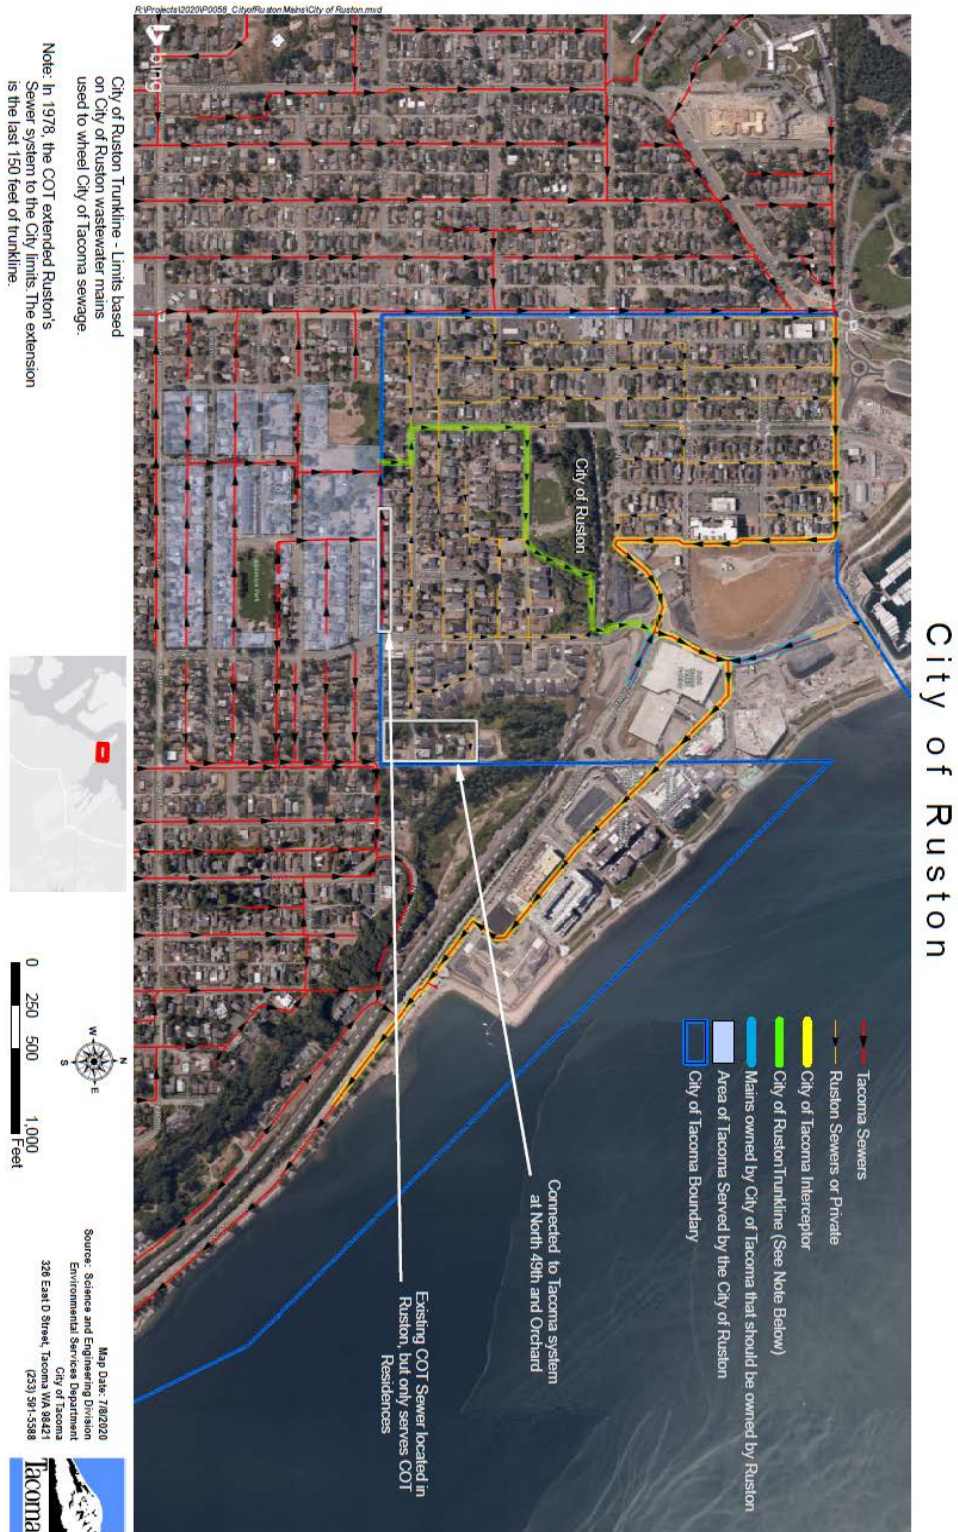 R:\Projects\2020\P0058_CityofRuston Mains\City of Ruston.mxd
City of Ruston
Tacoma Sewers
Ruston Sewers or Private
City of Tacoma Interceptor
City of RustonTrunkline (See Note Below)
Mains owned by City of Tacoma that should be owned by Ruston
Area of Tacoma Served by the City of Ruston
City of Tacoma Boundary
City of Ruston
Connected to Tacoma system
at North 49th and Orchard
Existing COT Sewer located in
Ruston, but only serves COT
Residences
bing
City of Ruston Trunkline - Limits based
on City of Ruston wastewater mains
used to wheel City of Tacoma sewage.
Note: In 1978, the COT extended Ruston's
Sewer system to the City limits. The extension
is the last 150 feet of trunkline.
N
W
E
S
0 250 500 1,000
Feet
Map Date: 7/8/2020
Source: Science and Engineering Division
Environmental Services Department
City of Tacoma
326 East D Street, Tacoma WA 98421
(253) 591-5588
Tacoma